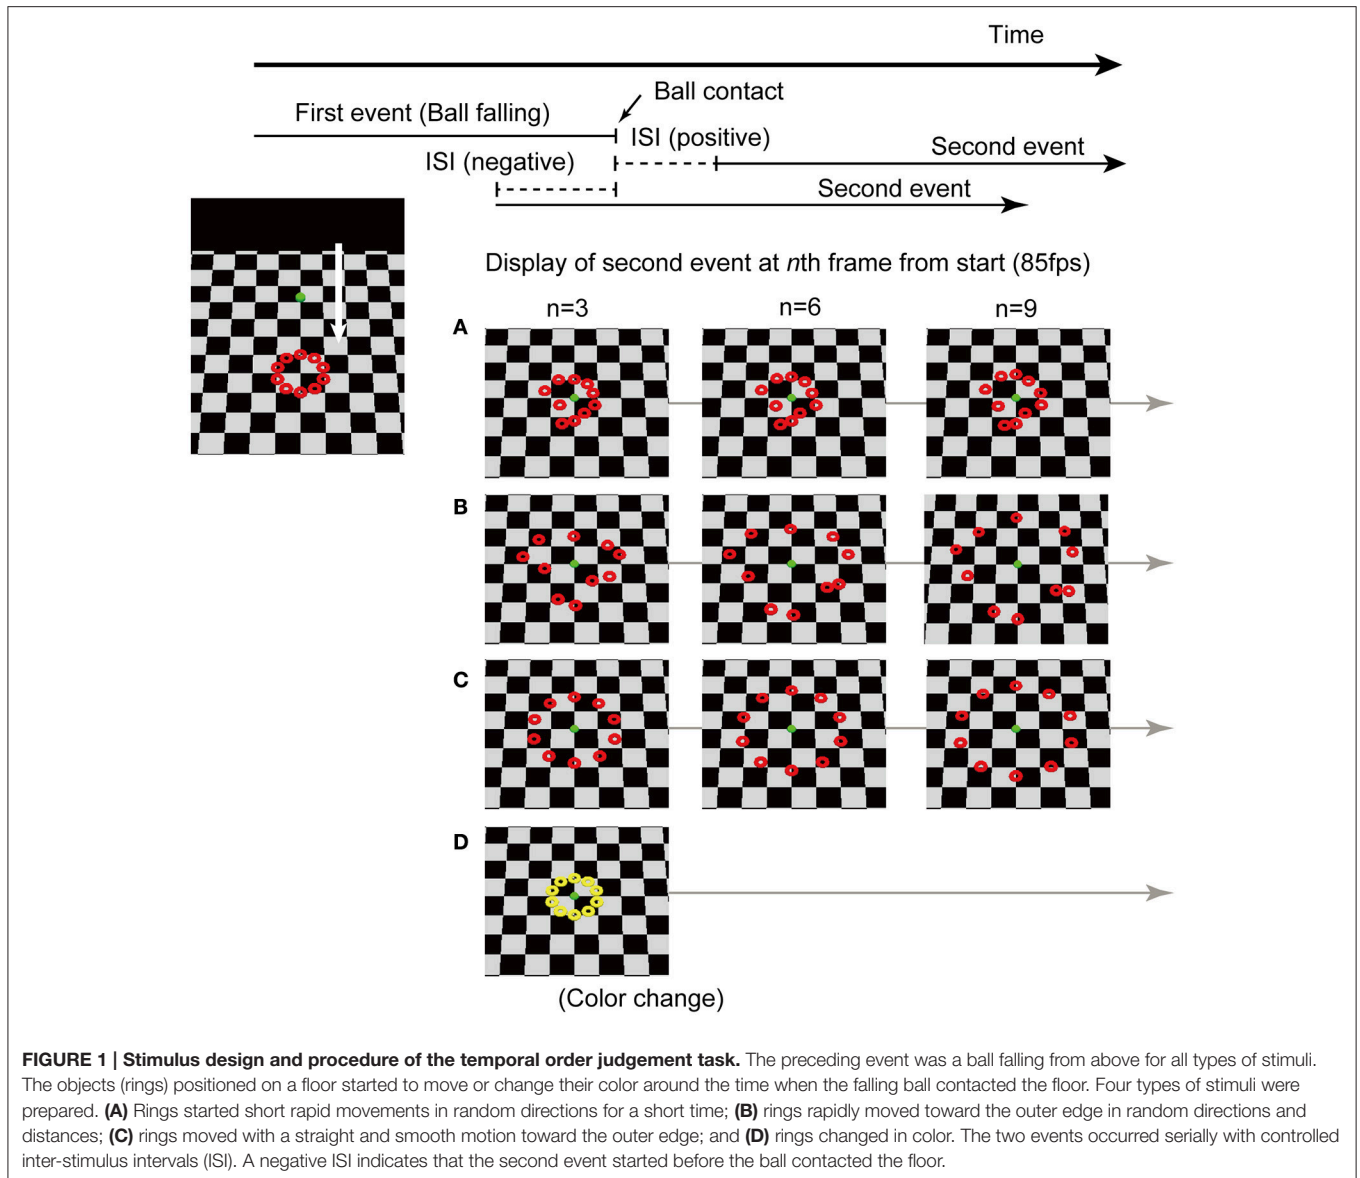 Time
Ball contact
First event (Ball falling)
ISI (positive)
ISI (negative)
Second event
Second event
Display of second event at nth frame from start (85fps)
n=3
n=6
n=9
A
B
C
D
(Color change)
FIGURE 1 | Stimulus design and procedure of the temporal order judgement task. The preceding event was a ball falling from above for all types of stimuli.
The objects (rings) positioned on a floor started to move or change their color around the time when the falling ball contacted the floor. Four types of stimuli were
prepared. (A) Rings started short rapid movements in random directions for a short time; (B) rings rapidly moved toward the outer edge in random directions and
distances; (C) rings moved with a straight and smooth motion toward the outer edge; and (D) rings changed in color. The two events occurred serially with controlled
inter-stimulus intervals (ISI). A negative ISI indicates that the second event started before the ball contacted the floor.